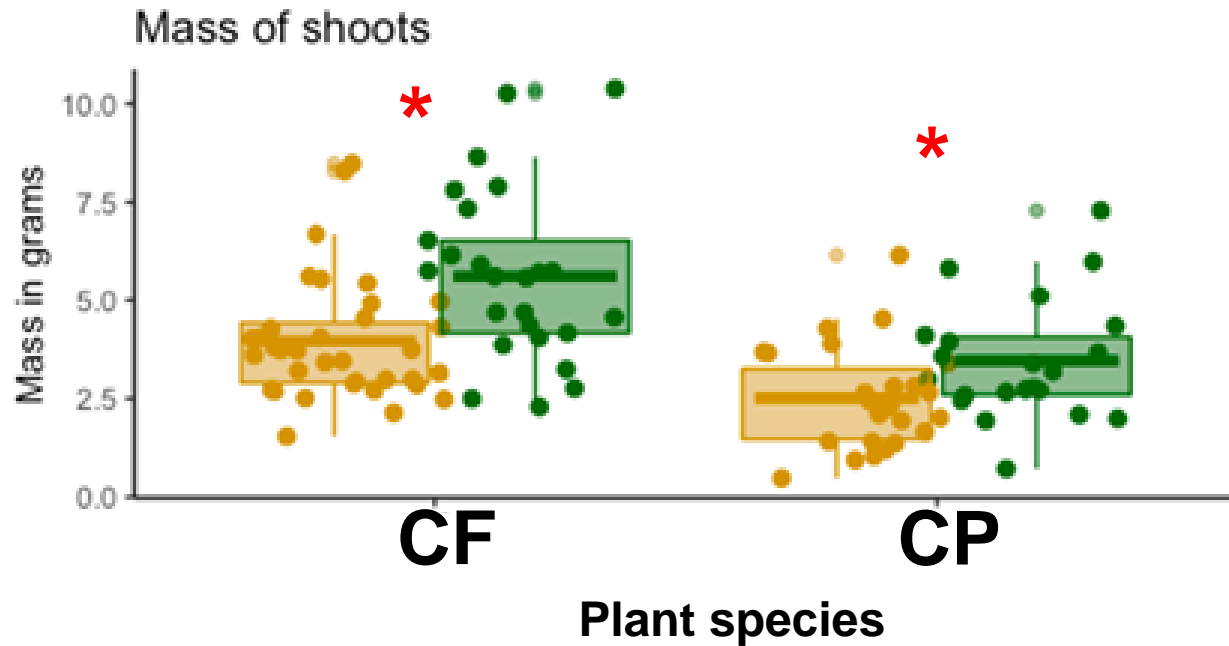 Mass of shoots
Mass in grams
10.0
7.5
5.0
2.5
0.0
*
*
CF CP
Plant species